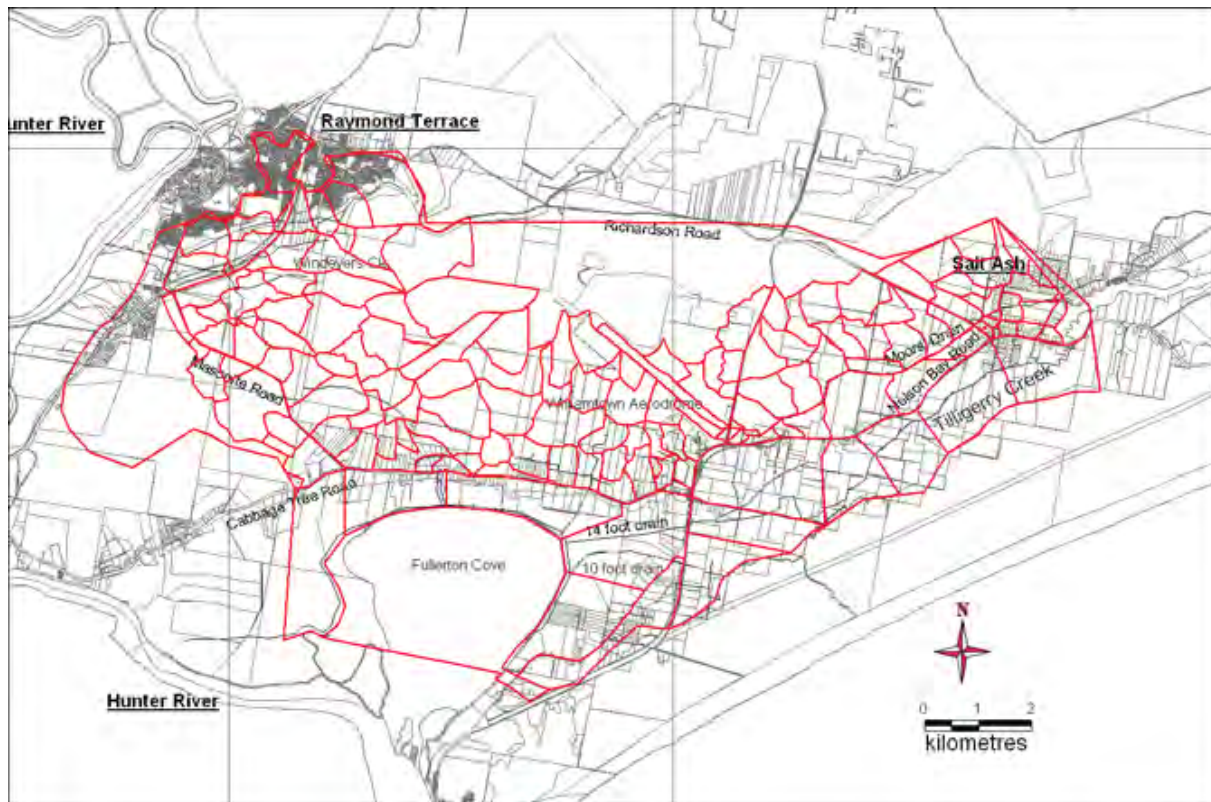 unter River
Raymond Terrace
Richardson Road
Salt Ash
Moors Drain
Masonite Road
Nelson Bay Road
Williamtown Aerodrome
Tilligerry Creek
Cabbage Tree Road
14 foot drain
Fullerton Cove
10 foot drain
N
Hunter River
0 1 2
kilometres